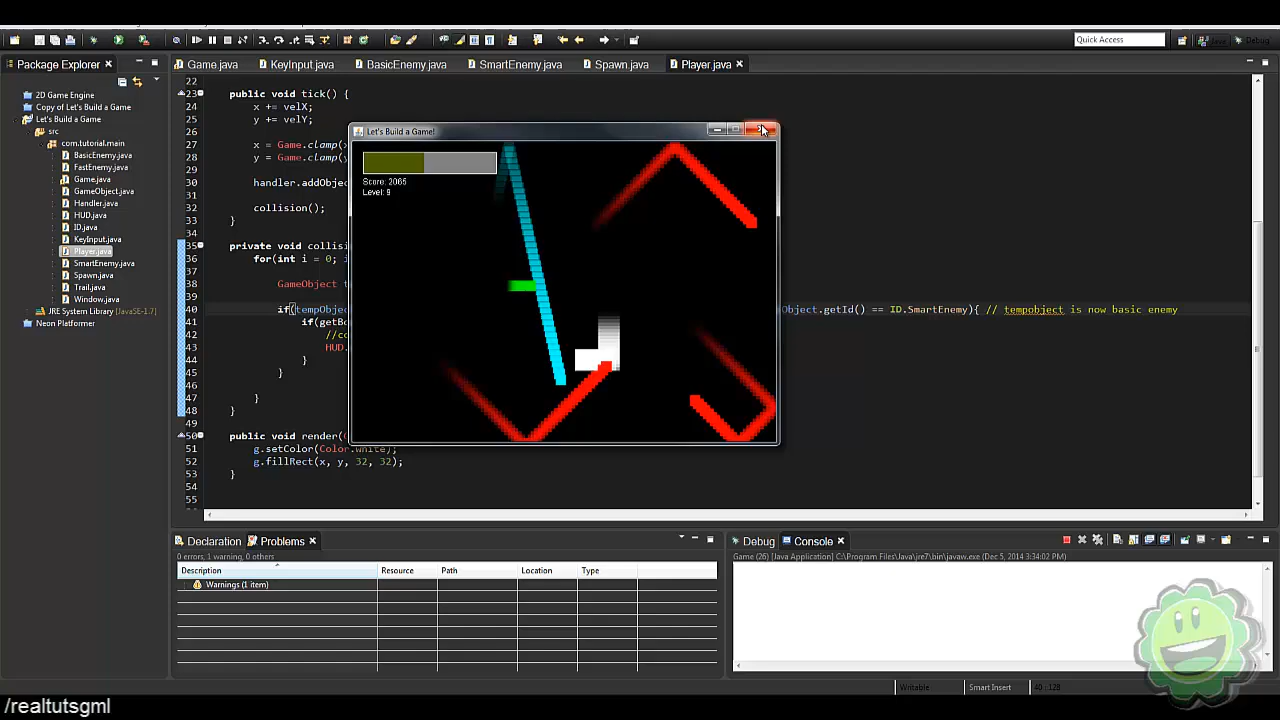 Quick Access
Java
Debug
Package Explorer
Game.java
KeyInput.java
BasicEnemy.java
SmartEnemy.java
Spawn.java
Player.java
2D Game Engine
Copy of Let's Build a Game
Let's Build a Game
src
com.tutorial.main
BasicEnemy.java
FastEnemy.java
Game.java
GameObject.java
Handler.java
HUD.java
ID.java
KeyInput.java
Player.java
SmartEnemy.java
Spawn.java
Trail.java
Window.java
JRE System Library [JavaSE-1.7]
Neon Platformer
22
23 public void tick() {
24 x += velX;
25 y += velY;
26
27 x = Game.clamp(x
28 y = Game.clamp(y
29
30 handler.addObjec
31
32 collision();
33 }
34
35 private void collisi
36 for(int i = 0; i
37
38 GameObject t
39
40 if(tempObjec Object.getId() == ID.SmartEnemy){ // tempobject is now basic enemy
41 if(getBo
42 //co
43 HUD.
44 }
45 }
46
47 }
48 }
49
50 public void render(G
51 g.setColor(Color.white);
52 g.fillRect(x, y, 32, 32);
53 }
54
55
Let's Build a Game!
Score: 2065
Level: 9
Declaration
Problems
0 errors, 1 warning, 0 others
Description Resource Path Location Type
Warnings (1 item)
Debug
Console
Game (26) [Java Application] C:\Program Files\Java\jre7\bin\javaw.exe (Dec 5, 2014 3:34:02 PM)
Writable
Smart Insert
40 : 128
/realtutsgml